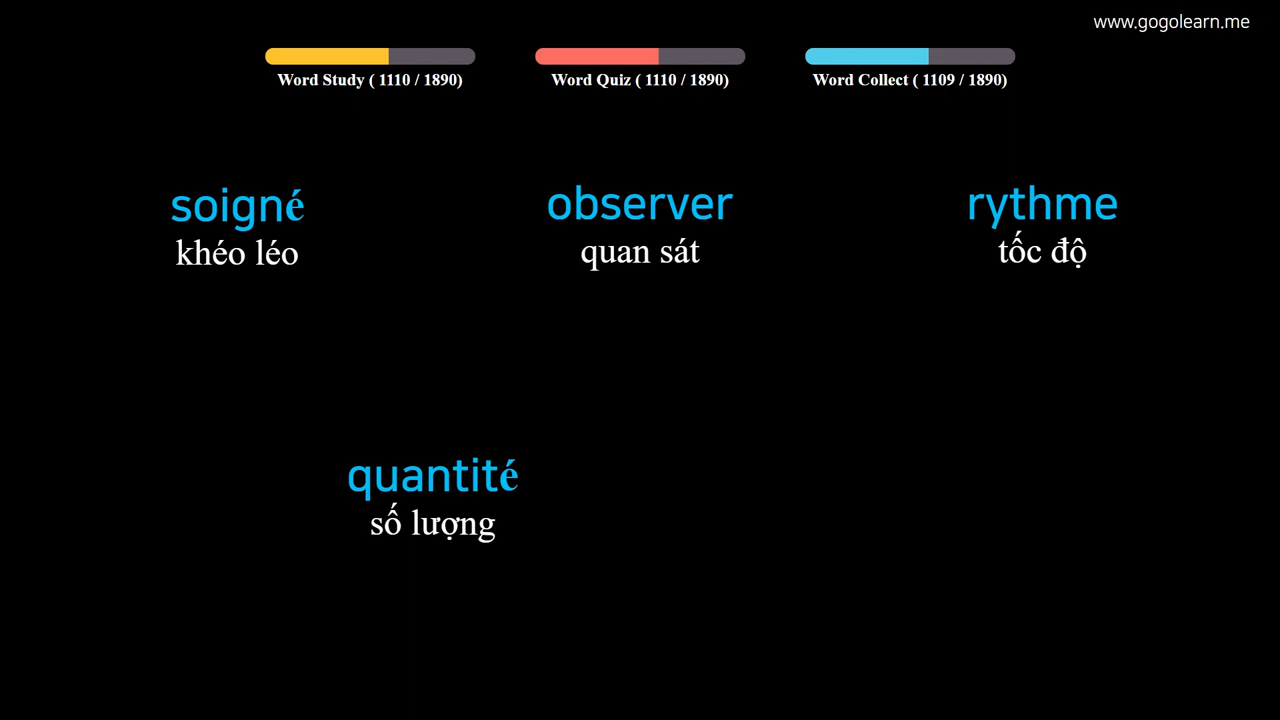 www.gogolearn.me
Word Study ( 1110 / 1890)
Word Quiz ( 1110 / 1890)
Word Collect ( 1109 / 1890)
soigné
khéo léo
observer
quan sát
rythme
tốc độ
quantité
số lượng